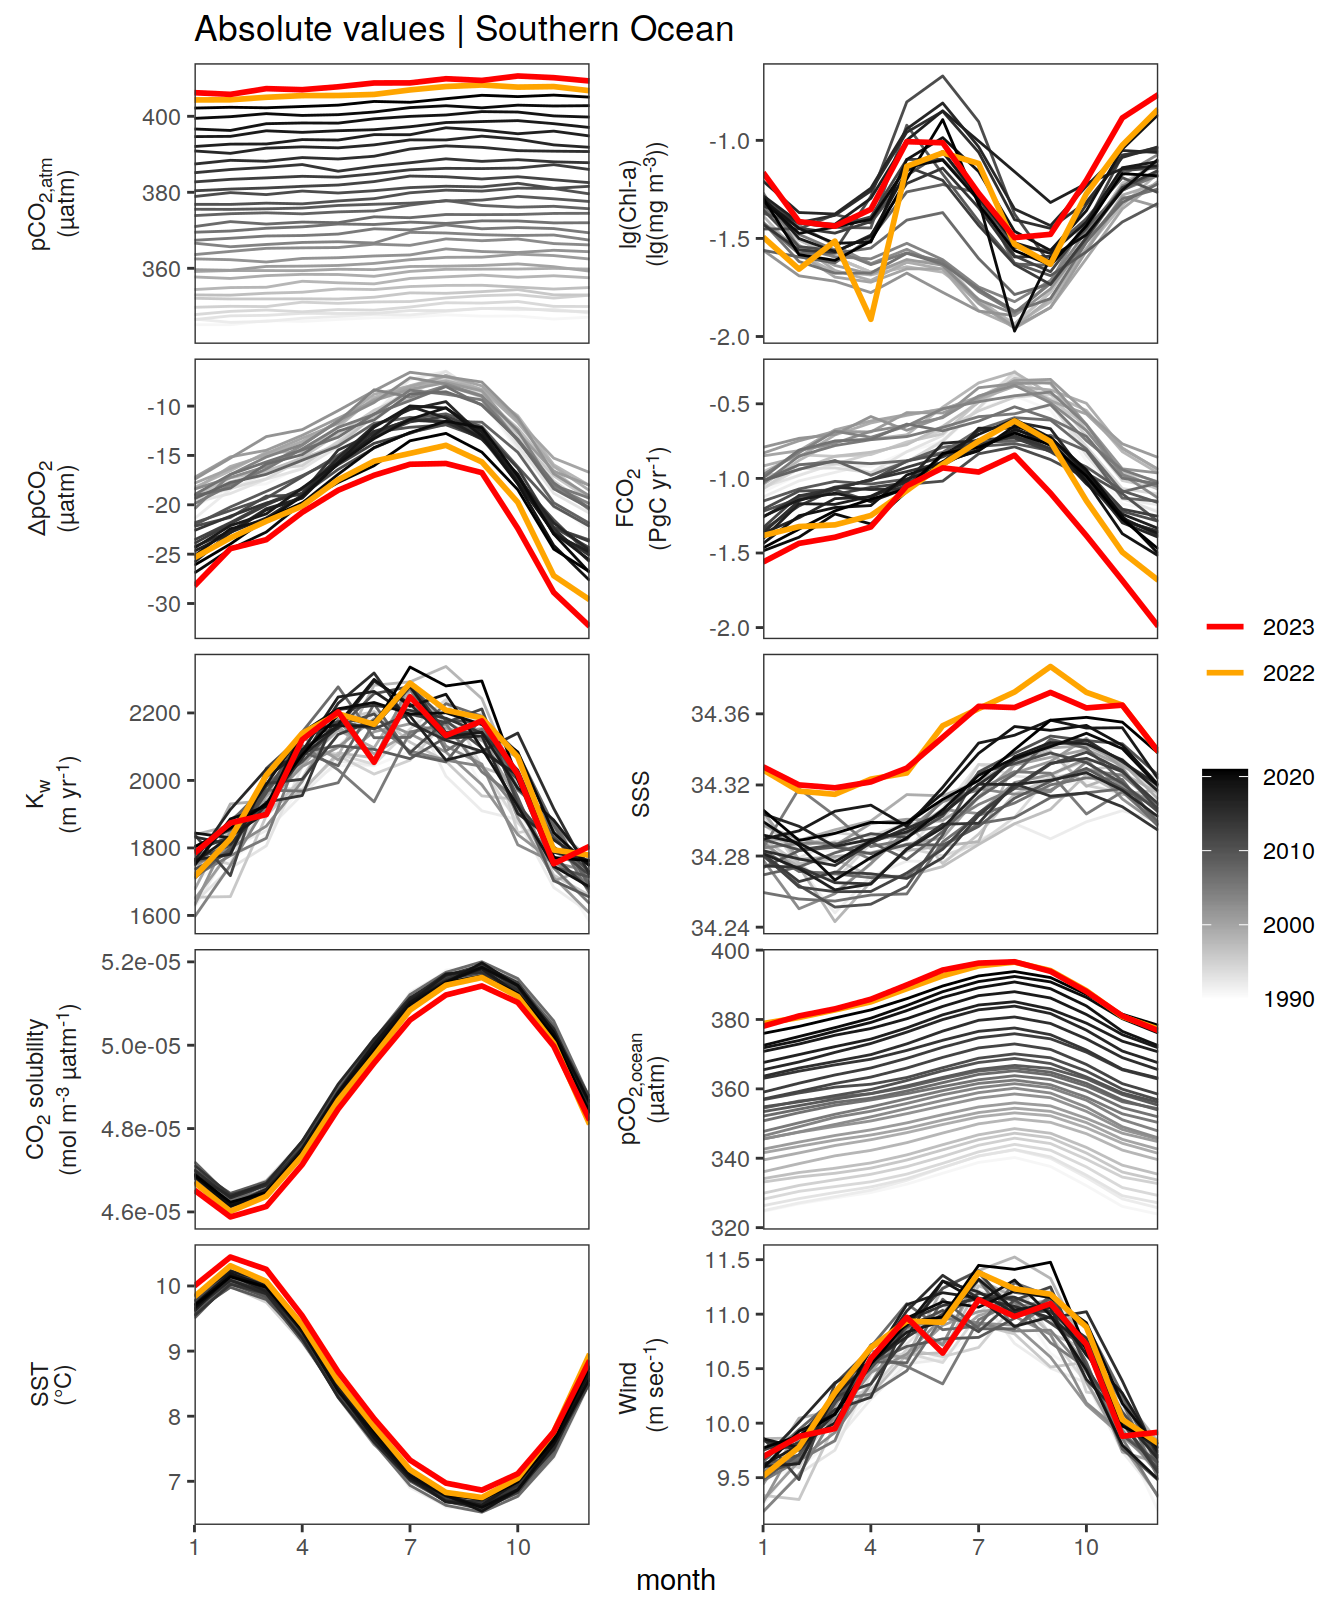 Absolute values | Southern Ocean
pCO2,atm
(µatm)
400
380
360
lg(Chl-a)
(lg(mg m-3))
-1.0
-1.5
-2.0
ΔpCO2
(µatm)
-10
-15
-20
-25
-30
FCO2
(PgC yr-1)
-0.5
-1.0
-1.5
-2.0
Kw
(m yr-1)
2200
2000
1800
1600
SSS
34.36
34.32
34.28
34.24
CO2 solubility
(mol m-3 µatm-1)
5.2e-05
5.0e-05
4.8e-05
4.6e-05
pCO2,ocean
(µatm)
400
380
360
340
320
SST
(°C)
10
9
8
7
1
4
7
10
Wind
(m sec-1)
11.5
11.0
10.5
10.0
9.5
1
4
7
10
month
2023
2022
2020
2010
2000
1990